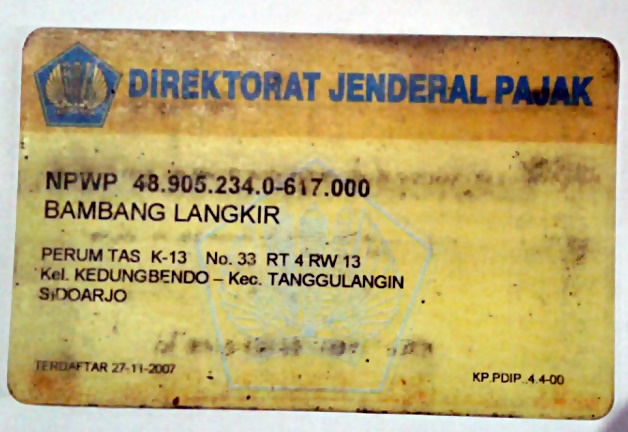 DIREKTORAT JENDERAL PAJAK
NPWP 48.905.234.0-617.000
BAMBANG LANGKIR
PERUM TAS K-13 No. 33 RT 4 RW 13
Kel. KEDUNGBENDO – Kec. TANGGULANGIN
SIDOARJO
TERDAFTAR 27-11-2007
KP.PDIP..4.4-00